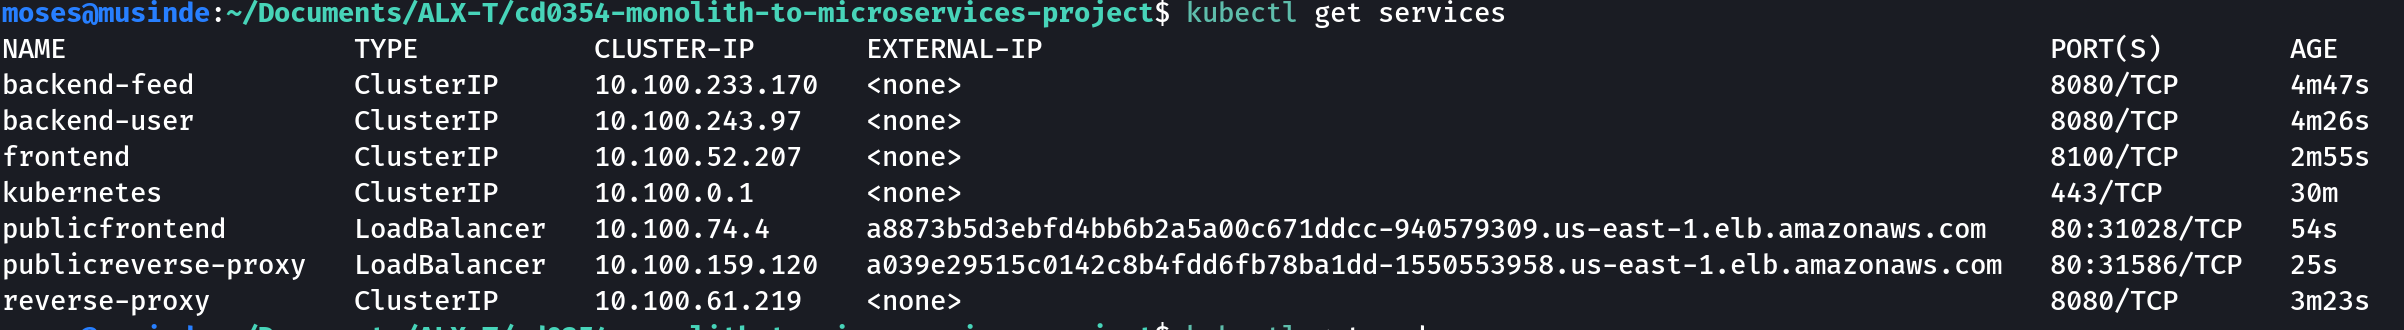 moses@musinde:~/Documents/ALX-T/cd0354-monolith-to-microservices-project$ kubectl get services
NAME TYPE CLUSTER-IP EXTERNAL-IP PORT(S) AGE
backend-feed ClusterIP 10.100.233.170 <none> 8080/TCP 4m47s
backend-user ClusterIP 10.100.243.97 <none> 8080/TCP 4m26s
frontend ClusterIP 10.100.52.207 <none> 8100/TCP 2m55s
kubernetes ClusterIP 10.100.0.1 <none> 443/TCP 30m
publicfrontend LoadBalancer 10.100.74.4 a8873b5d3ebfd4bb6b2a5a00c671ddcc-940579309.us-east-1.elb.amazonaws.com 80:31028/TCP 54s
publicreverse-proxy LoadBalancer 10.100.159.120 a039e29515c0142c8b4fdd6fb78ba1dd-1550553958.us-east-1.elb.amazonaws.com 80:31586/TCP 25s
reverse-proxy ClusterIP 10.100.61.219 <none> 8080/TCP 3m23s